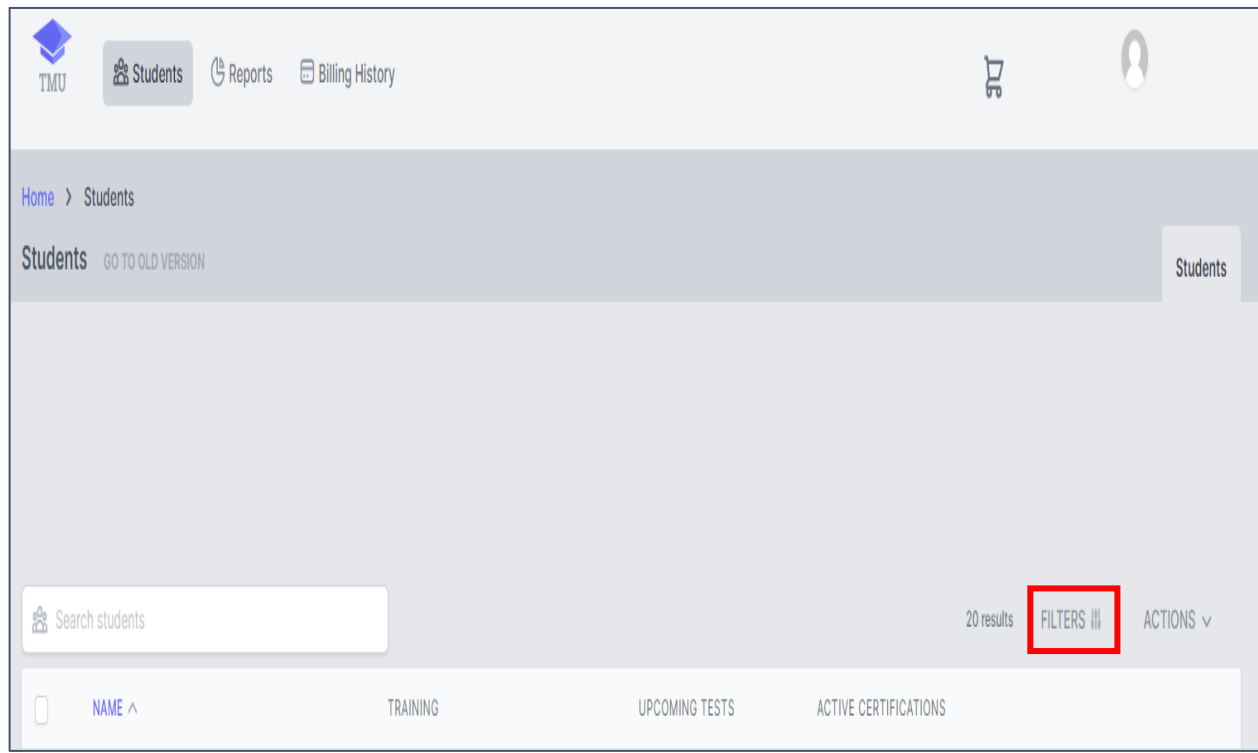 TMU
Students Reports Billing History
Home > Students
Students GO TO OLD VERSION
Students
Search students
20 results FILTERS ACTIONS
NAME TRAINING UPCOMING TESTS ACTIVE CERTIFICATIONS